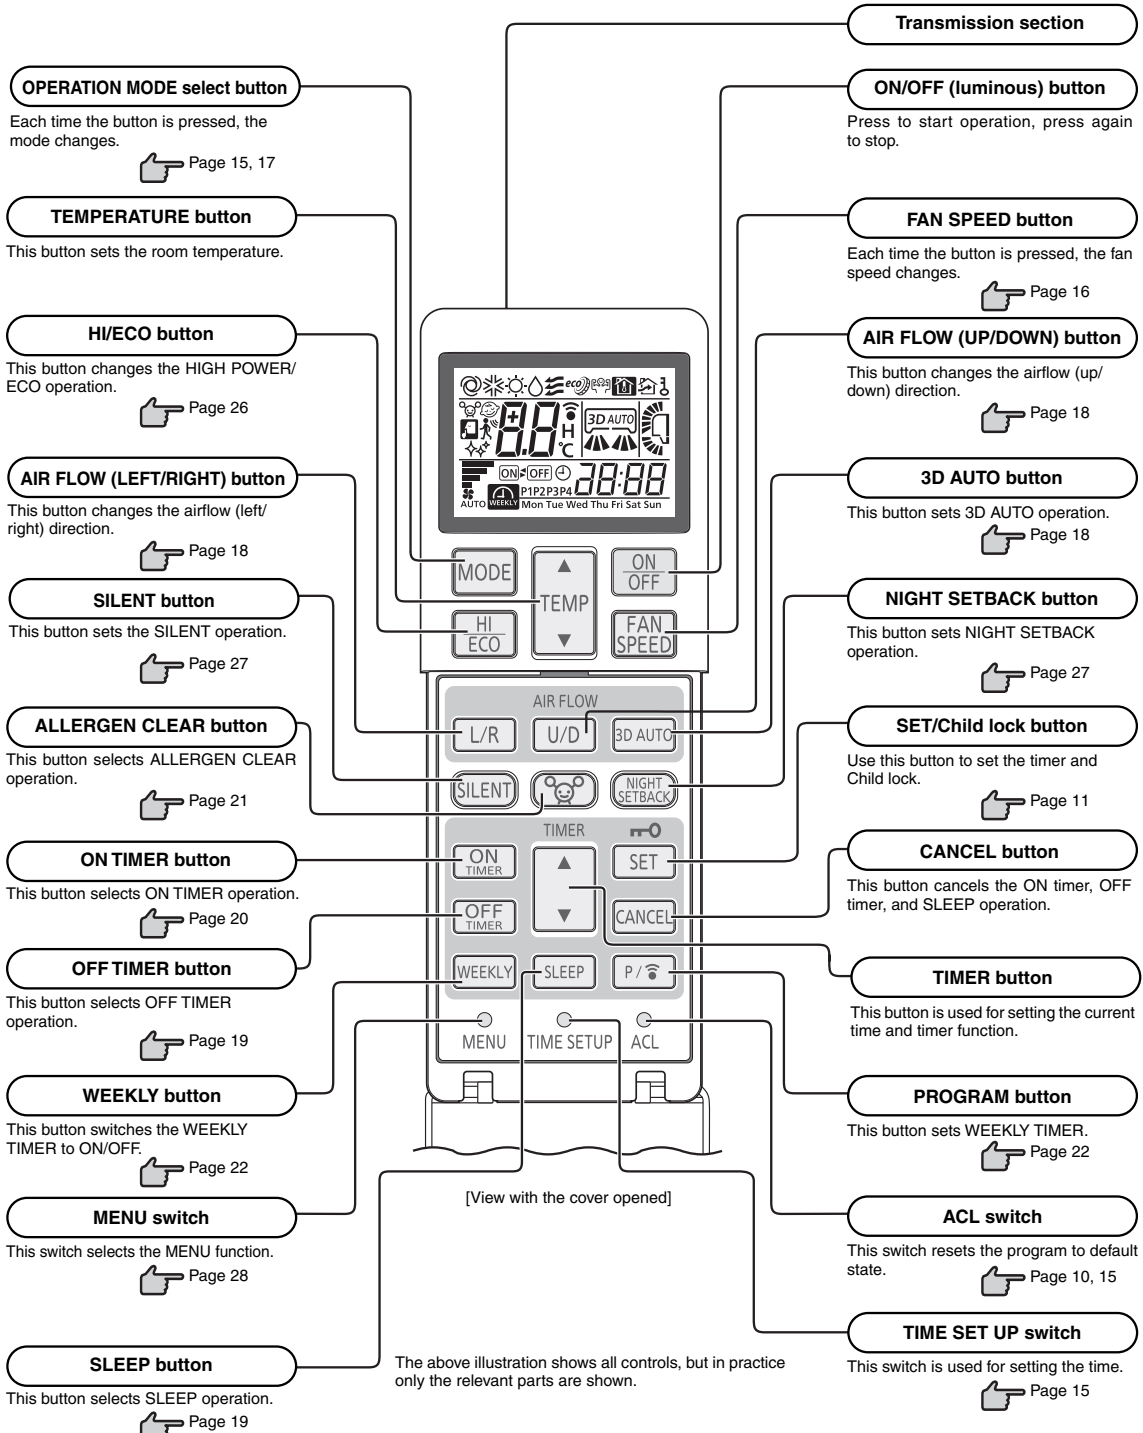 Transmission section
OPERATION MODE select button
Each time the button is pressed, the
mode changes.
Page 15, 17
TEMPERATURE button
This button sets the room temperature.
HI/ECO button
This button changes the HIGH POWER/
ECO operation.
Page 26
AIR FLOW (LEFT/RIGHT) button
This button changes the airflow (left/
right) direction.
Page 18
SILENT button
This button sets the SILENT operation.
Page 27
ALLERGEN CLEAR button
This button selects ALLERGEN CLEAR
operation.
Page 21
ON TIMER button
This button selects ON TIMER operation.
Page 20
OFF TIMER button
This button selects OFF TIMER
operation.
Page 19
WEEKLY button
This button switches the WEEKLY
TIMER to ON/OFF.
Page 22
MENU switch
This switch selects the MENU function.
Page 28
SLEEP button
This button selects SLEEP operation.
Page 19
eco
3D AUTO
8.8
H
°C
ON OFF
88:88
P1P2P3P4
AUTO WEEKLY Mon Tue Wed Thu Fri Sat Sun
MODE
TEMP
ON
OFF
HI
ECO
FAN
SPEED
AIR FLOW
L/R
U/D
3D AUTO
SILENT
NIGHT
SETBACK
TIMER
ON
TIMER
SET
OFF
TIMER
CANCEL
WEEKLY
SLEEP
P /
MENU
TIME SETUP
ACL
[View with the cover opened]
The above illustration shows all controls, but in practice
only the relevant parts are shown.
ON/OFF (luminous) button
Press to start operation, press again
to stop.
FAN SPEED button
Each time the button is pressed, the fan
speed changes.
Page 16
AIR FLOW (UP/DOWN) button
This button changes the airflow (up/
down) direction.
Page 18
3D AUTO button
This button sets 3D AUTO operation.
Page 18
NIGHT SETBACK button
This button sets NIGHT SETBACK
operation.
Page 27
SET/Child lock button
Use this button to set the timer and
Child lock.
Page 11
CANCEL button
This button cancels the ON timer, OFF
timer, and SLEEP operation.
TIMER button
This button is used for setting the current
time and timer function.
PROGRAM button
This button sets WEEKLY TIMER.
Page 22
ACL switch
This switch resets the program to default
state.
Page 10, 15
TIME SET UP switch
This switch is used for setting the time.
Page 15